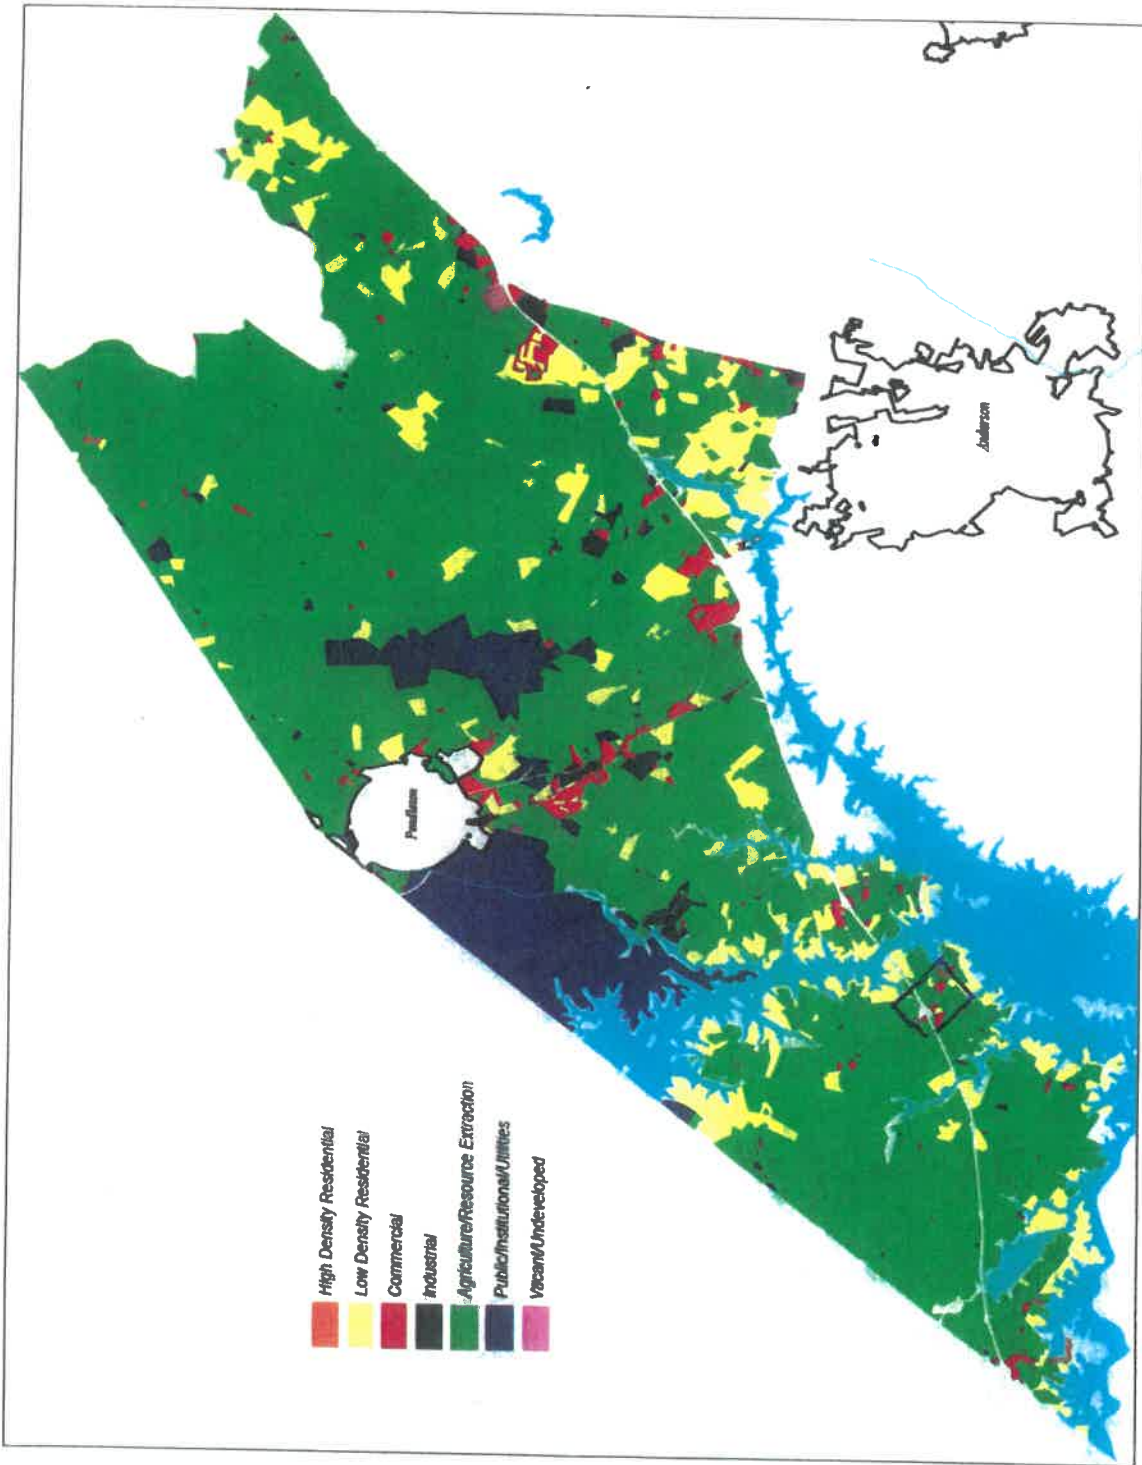 High Density Residential
Low Density Residential
Commercial
Industrial
Agriculture/Resource Extraction
Public/Institutional/Utilities
Vacant/Undeveloped
Pendleton
Anderson